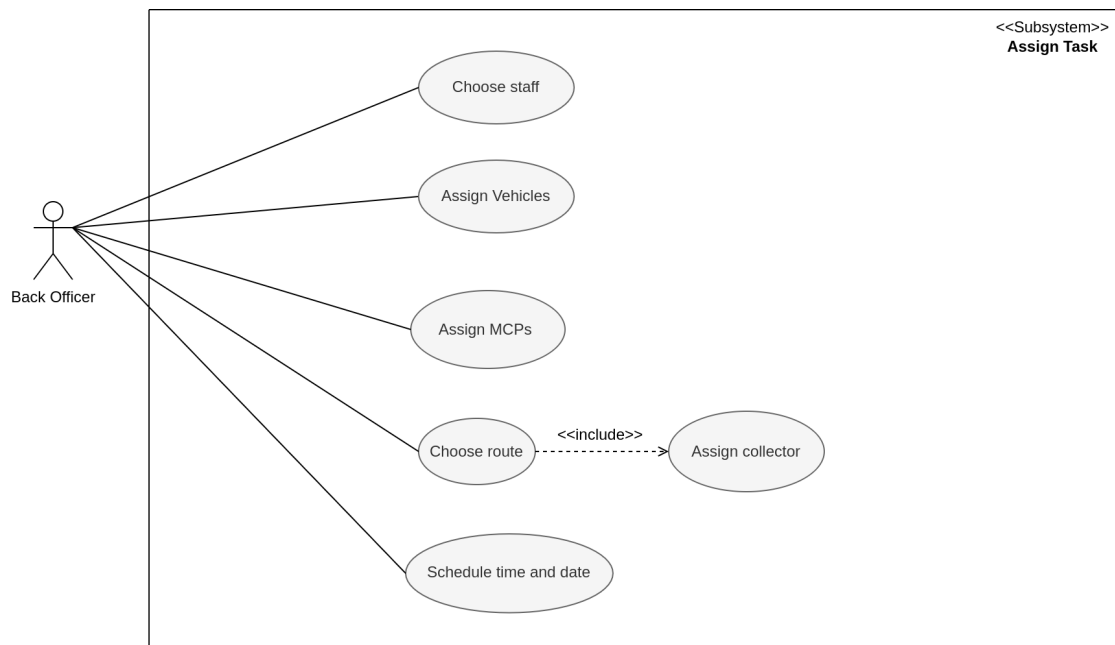 <<Subsystem>>
Assign Task
Choose staff
Assign Vehicles
Back Officer
Assign MCPs
<<include>>
Choose route
Assign collector
Schedule time and date